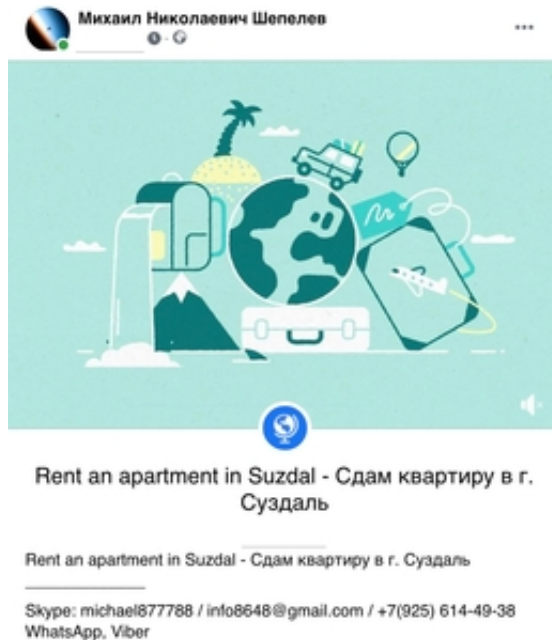 Михаил Николаевич Шепелев
Rent an apartment in Suzdal - Сдам квартиру в г.
Суздаль
Rent an apartment in Suzdal - Сдам квартиру в г. Суздаль
Skype: michael877788 / info8648@gmail.com / +7(925) 614-49-38
WhatsApp, Viber